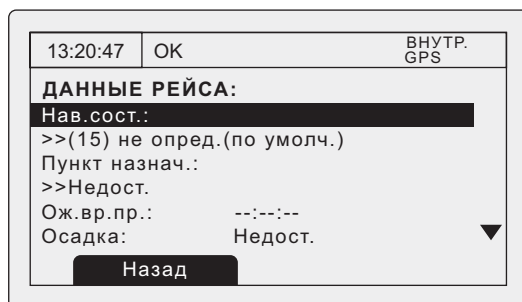 13:20:47 OK ВНУТР.
GPS
ДАННЫЕ РЕЙСА:
Нав.сост.:
>>(15) не опред.(по умолч.)
Пункт назнач.:
>>Недост.
Ож.вр.пр.: --:--:--
Осадка: Недост.
Назад